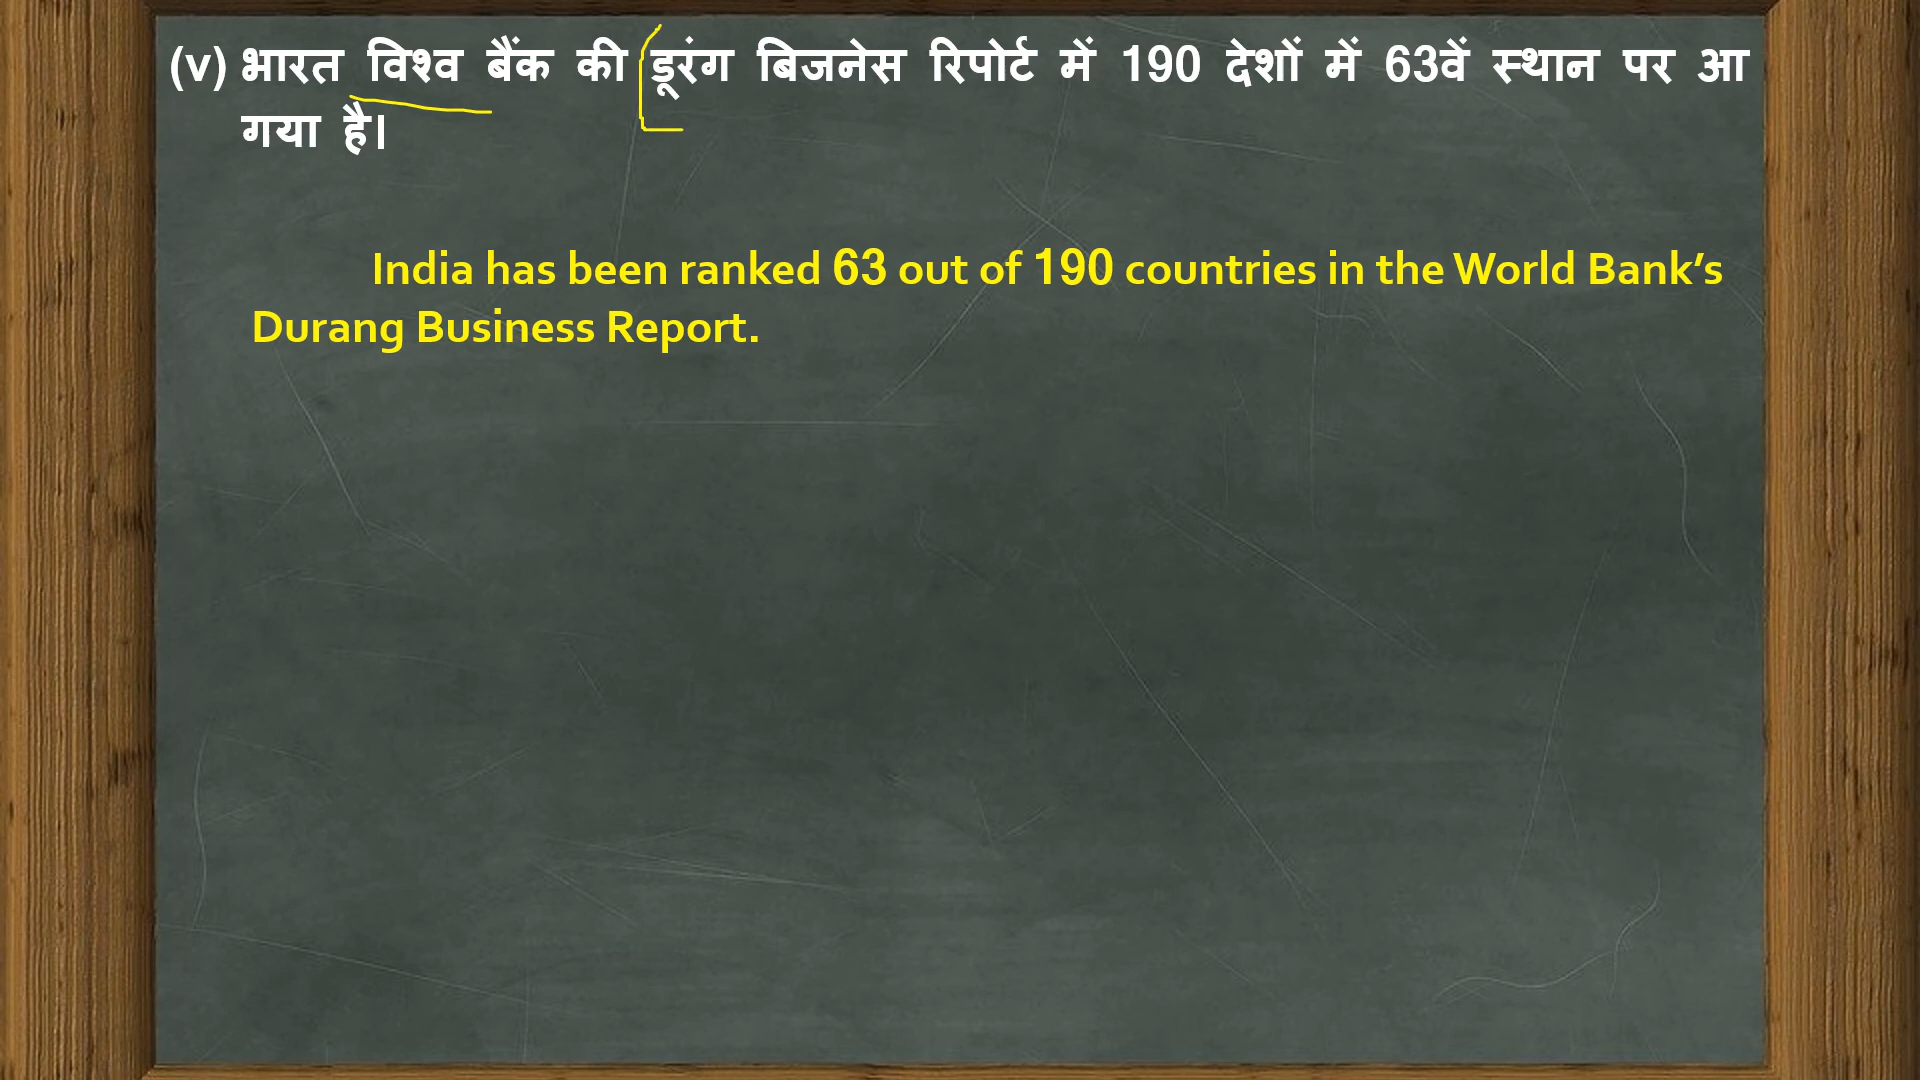 (v) भारत विश्व बैंक की डूरंग बिजनेस रिपोर्ट में 190 देशों में 63वें स्थान पर आ
गया है।
India has been ranked 63 out of 190 countries in the World Bank’s
Durang Business Report.